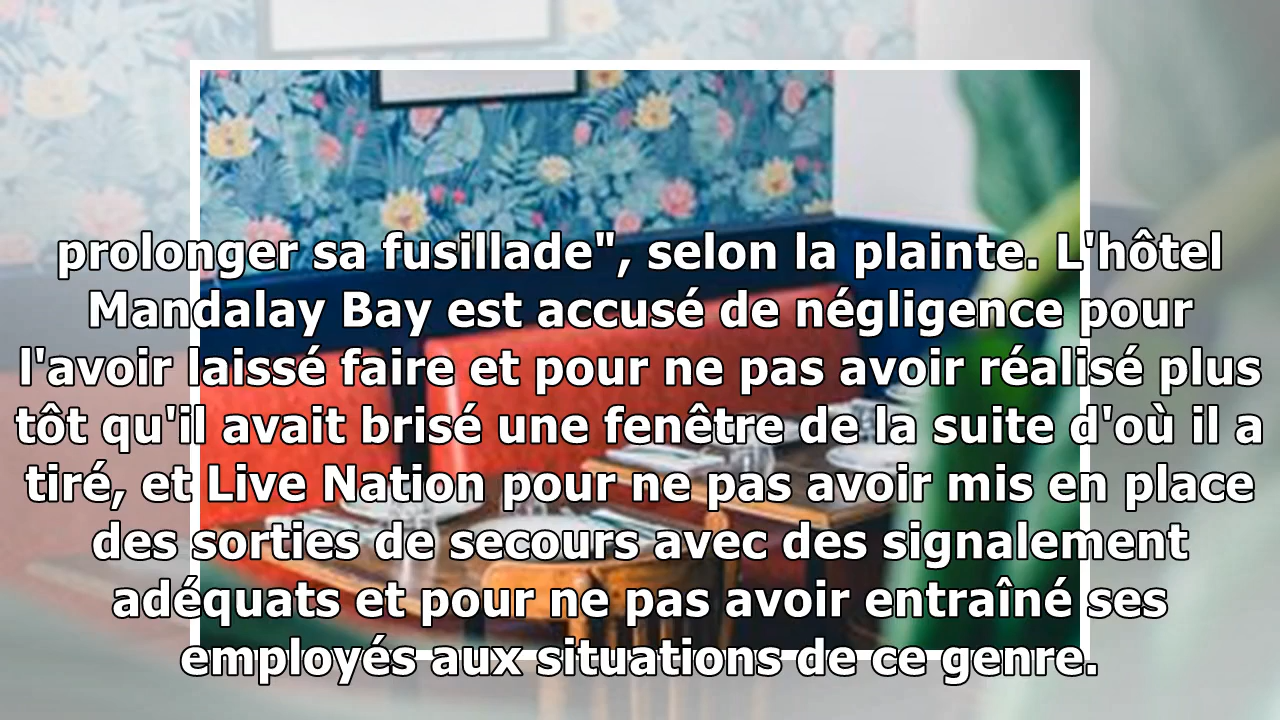 prolonger sa fusillade", selon la plainte. L'hôtel
Mandalay Bay est accusé de négligence pour
l'avoir laissé faire et pour ne pas avoir réalisé plus
tôt qu'il avait brisé une fenêtre de la suite d'où il a
tiré, et Live Nation pour ne pas avoir mis en place
des sorties de secours avec des signalement
adéquats et pour ne pas avoir entraîné ses
employés aux situations de ce genre.